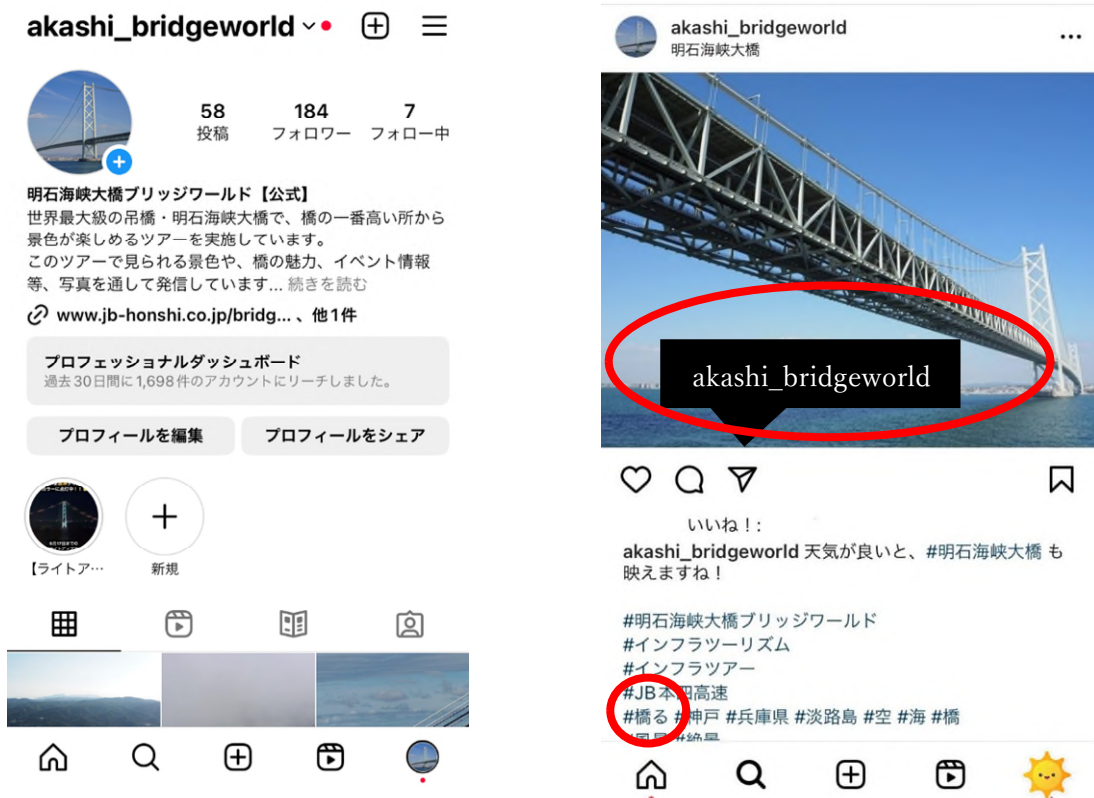 akashi_bridgeworld
58 184 7
投稿 フォロワー フォロー中
明石海峡大橋ブリッジワールド【公式】
世界最大級の吊橋・明石海峡大橋で、橋の一番高い所から
景色が楽しめるツアーを実施しています。
このツアーで見られる景色や、橋の魅力、イベント情報
等、写真を通して発信しています... 続きを読む
www.jb-honshi.co.jp/bridg... 、他1件
プロフェッショナルダッシュボード
過去30日間に1,698件のアカウントにリーチしました。
プロフィールを編集 プロフィールをシェア
【ライトア… 新規
akashi_bridgeworld
明石海峡大橋
akashi_bridgeworld
いいね！:
akashi_bridgeworld 天気が良いと、#明石海峡大橋 も
映えますね！
#明石海峡大橋ブリッジワールド
#インフラツーリズム
#インフラツアー
#JB本四高速
#橋る #神戸 #兵庫県 #淡路島 #空 #海 #橋
#風景 #絶景